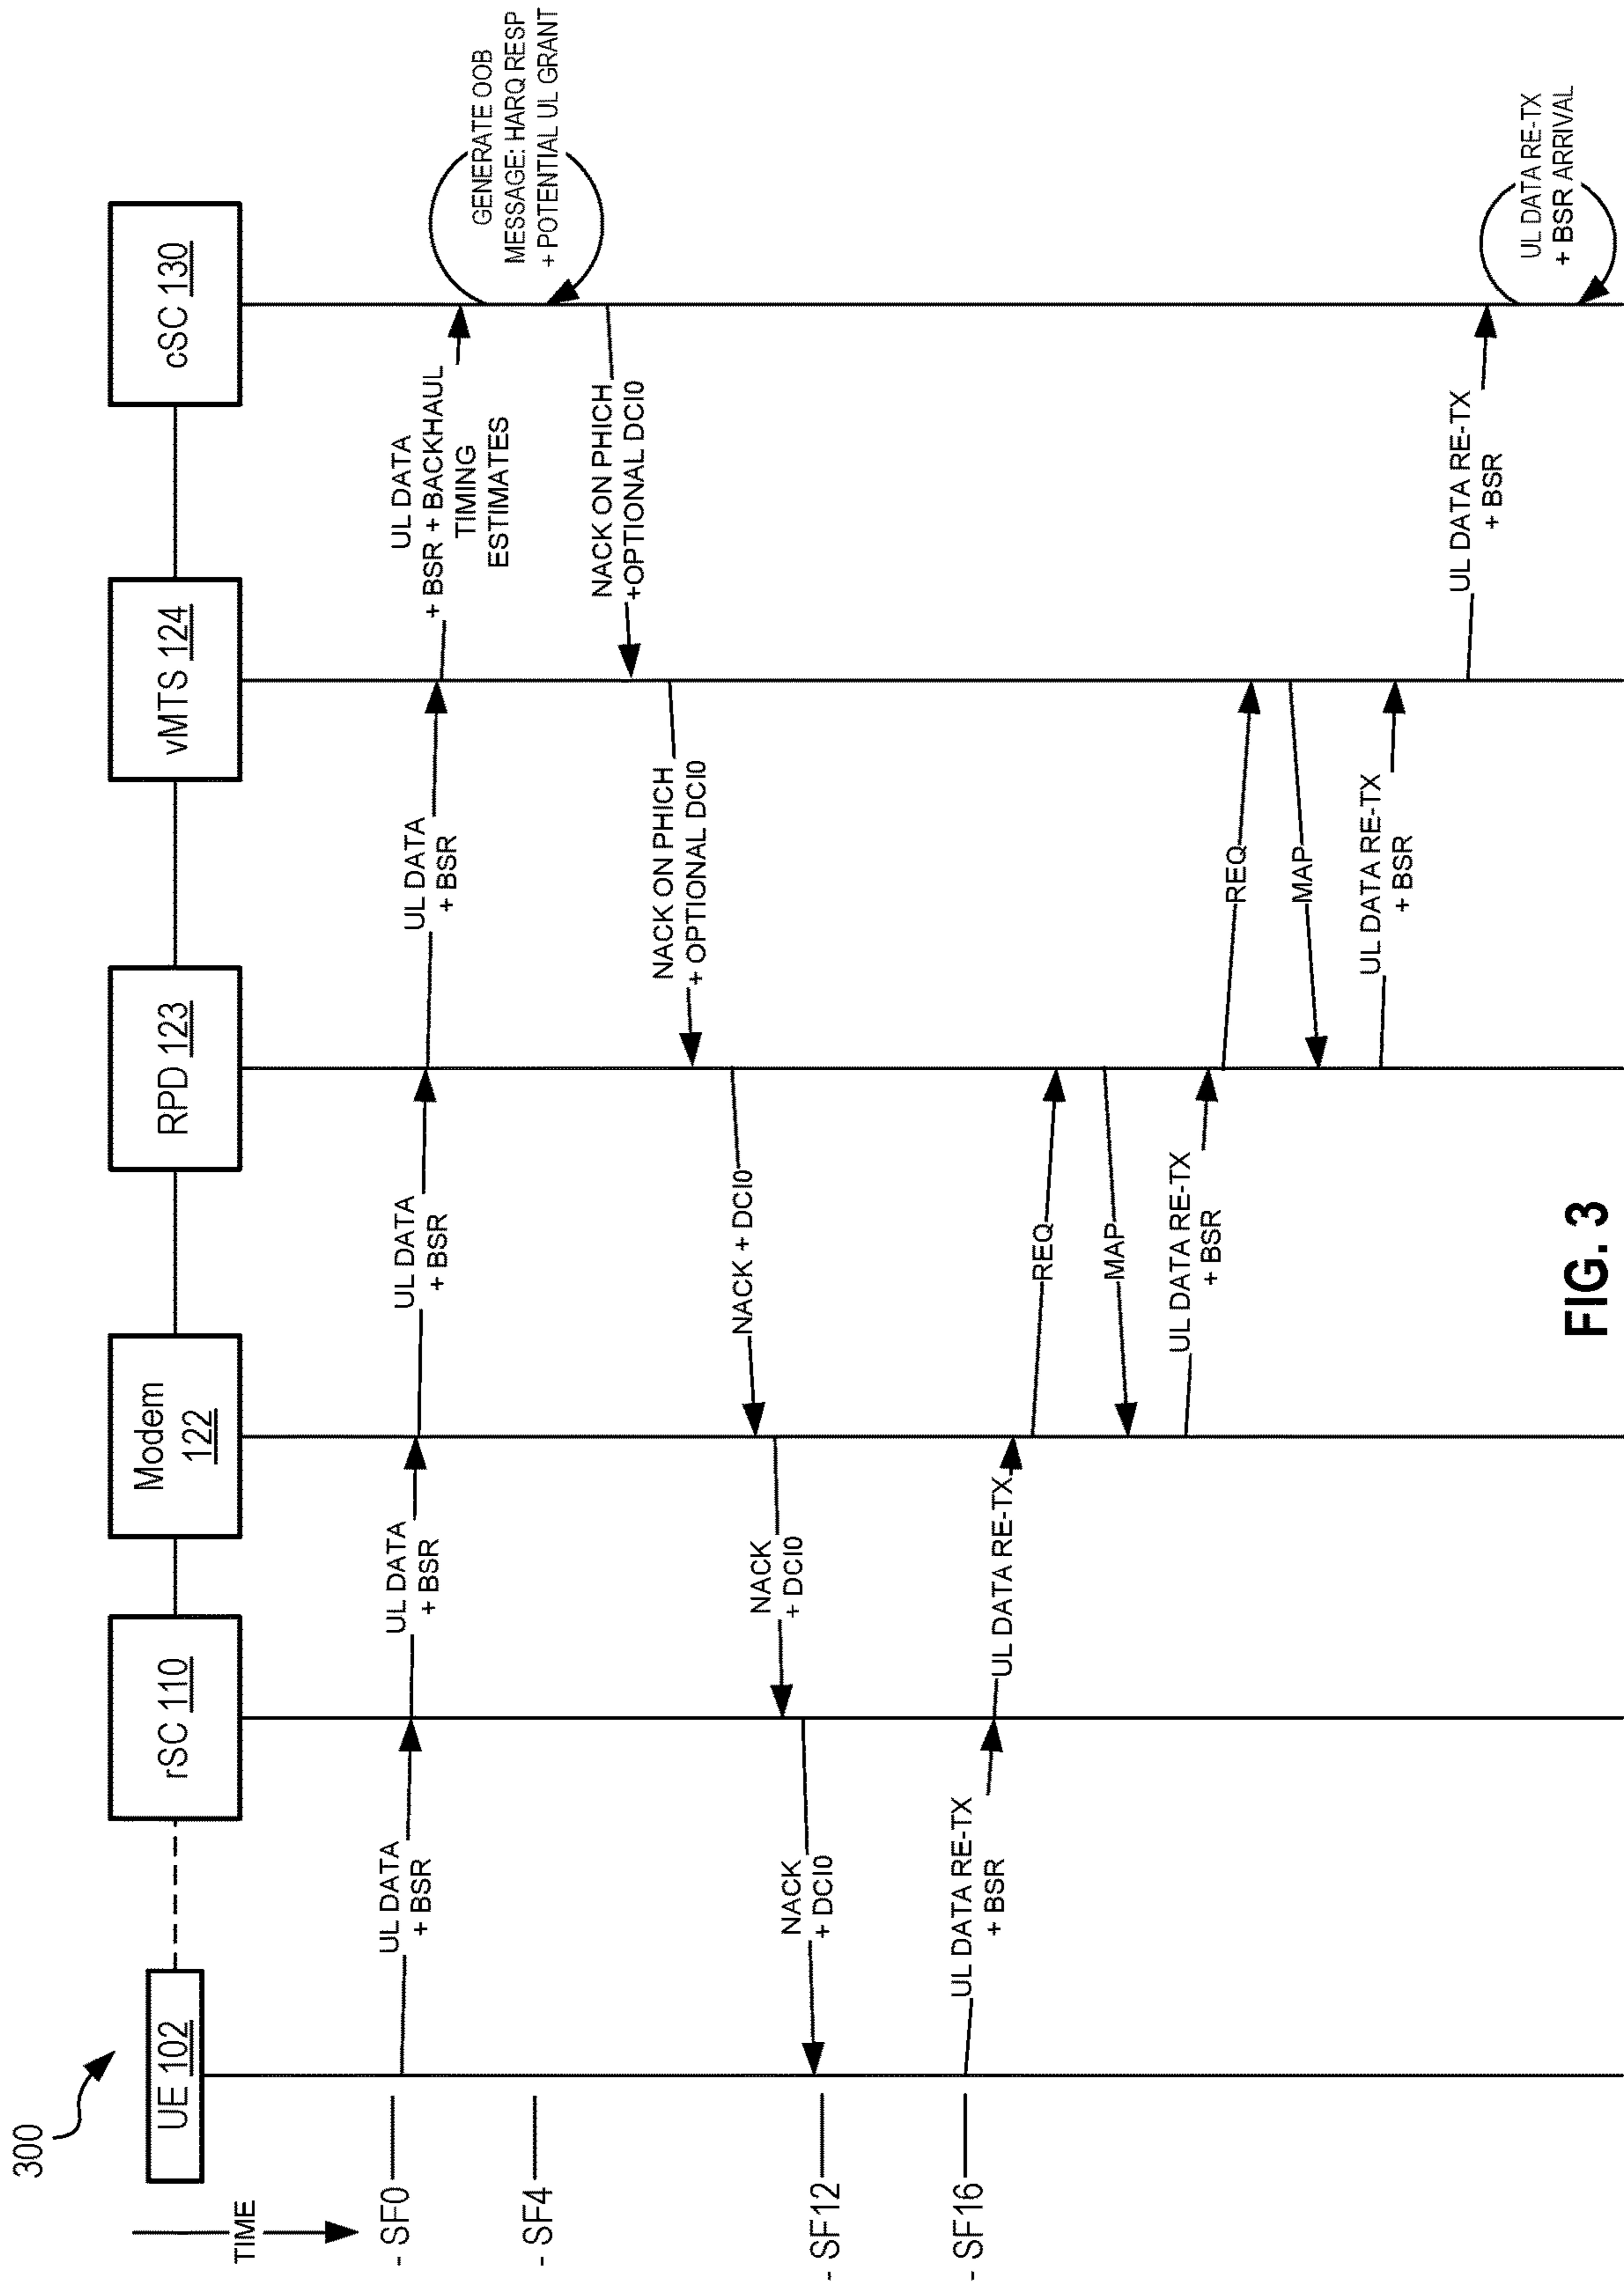 300
UE 102
rSC 110
Modem
122
RPD 123
vMTS 124
cSC 130
TIME
- SF0
- SF4
- SF12
- SF16
UL DATA
+ BSR
UL DATA
+ BSR
UL DATA
+ BSR
UL DATA
+ BSR
UL DATA
+ BSR + BACKHAUL
TIMING
ESTIMATES
GENERATE OOB
MESSAGE: HARQ RESP
+ POTENTIAL UL GRANT
NACK ON PHICH
+OPTIONAL DCI0
NACK ON PHICH
+ OPTIONAL DCI0
NACK + DCI0
NACK
+ DCI0
NACK
+ DCI0
UL DATA RE-TX
+ BSR
UL DATA RE-TX
REQ
MAP
UL DATA RE-TX
+ BSR
REQ
MAP
UL DATA RE-TX
+ BSR
UL DATA RE-TX
+ BSR
UL DATA RE-TX
+ BSR ARRIVAL
FIG. 3